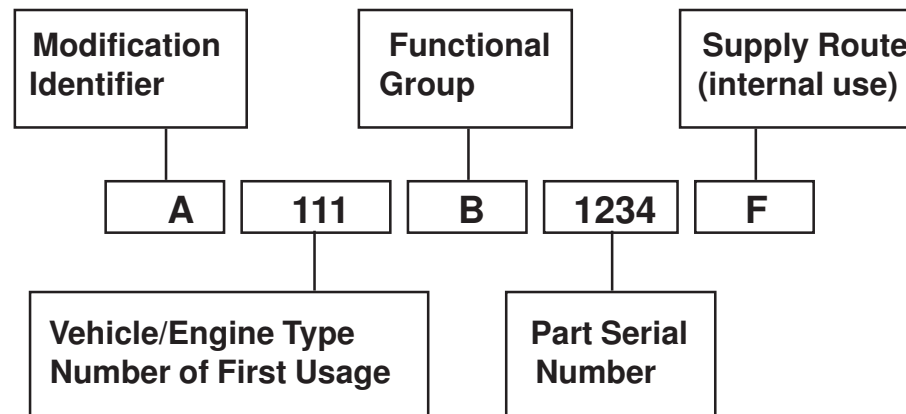 Modification
Identifier
Functional
Group
Supply Route
(internal use)
A
111
B
1234
F
Vehicle/Engine Type
Number of First Usage
Part Serial
Number